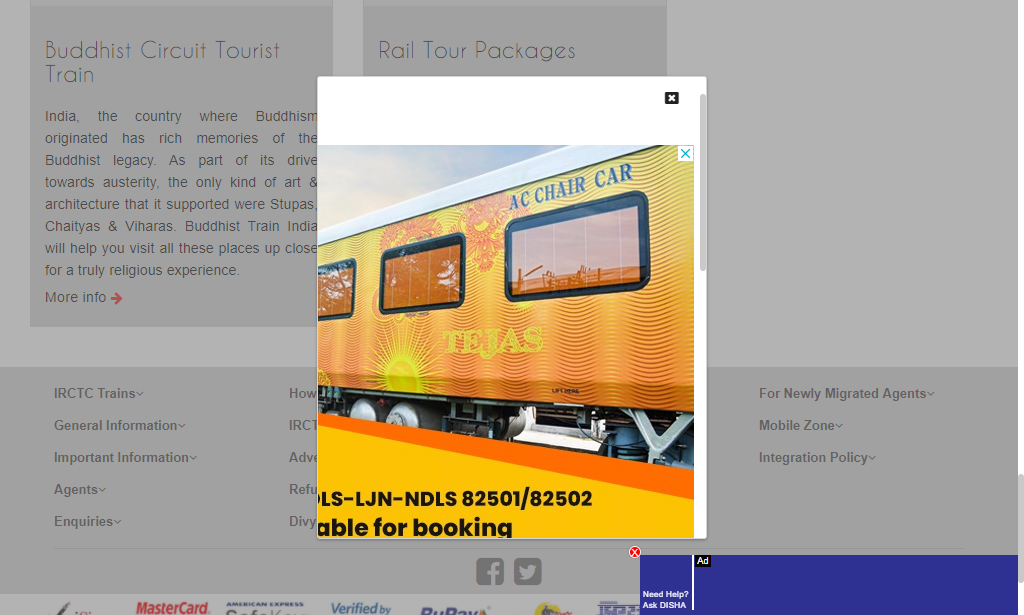 Buddhist Circuit Tourist
Train
India, the country where Buddhism
originated has rich memories of the
Buddhist legacy. As part of its drive
towards austerity, the only kind of art &
architecture that it supported were Stupas,
Chaityas & Viharas. Buddhist Train India
will help you visit all these places up close
for a truly religious experience.
More info
Rail Tour Packages
AC CHAIR CAR
TEJAS
LIFT HERE
DLS-LJN-NDLS 82501/82502
able for booking
IRCTC Trains
General Information
Important Information
Agents
Enquiries
How
IRCT
Adve
Refu
Divy
For Newly Migrated Agents
Mobile Zone
Integration Policy
Ad
Need Help?
Ask DISHA
MasterCard.
AMERICAN EXPRESS
SafeKey
Verified by
RuPay